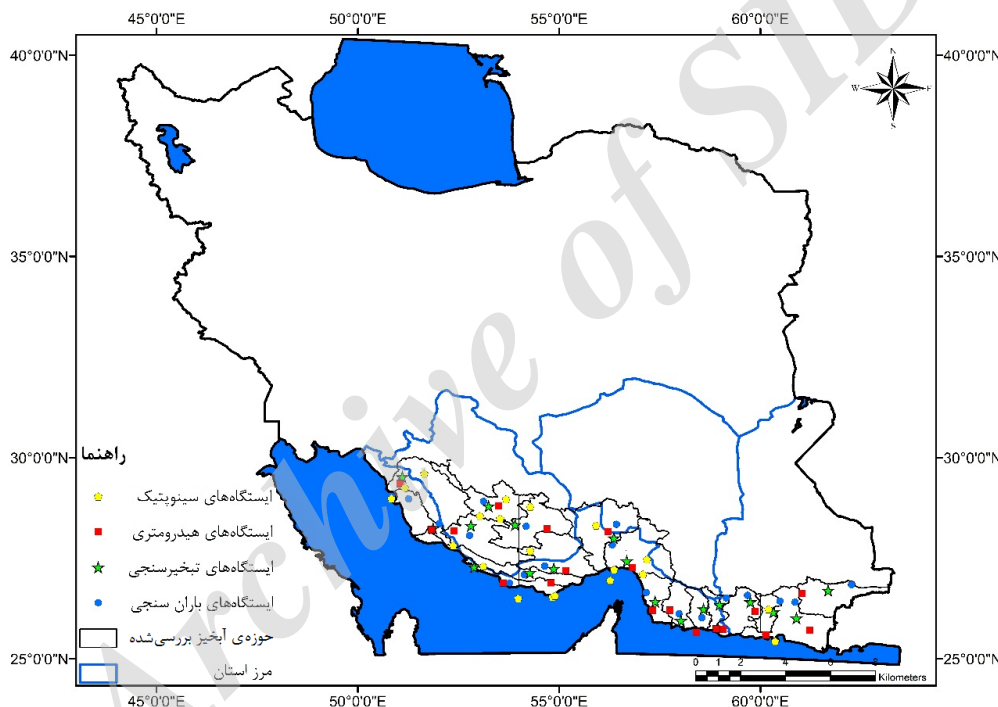 45°0'0"E 50°0'0"E 55°0'0"E 60°0'0"E
40°0'0"N 40°0'0"N
N
W E
S
35°0'0"N 35°0'0"N
30°0'0"N 30°0'0"N
راهنما
ایستگاه‌های سینوپتیک
ایستگاه‌های هیدرومتری
ایستگاه‌های تبخیرسنجی
ایستگاه‌های باران سنجی
حوزه‌ی آبخیز بررسی‌شده
مرز استان
25°0'0"N 25°0'0"N
0 1 2 4 6 8
Kilometers
45°0'0"E 50°0'0"E 55°0'0"E 60°0'0"E
Archive of SID